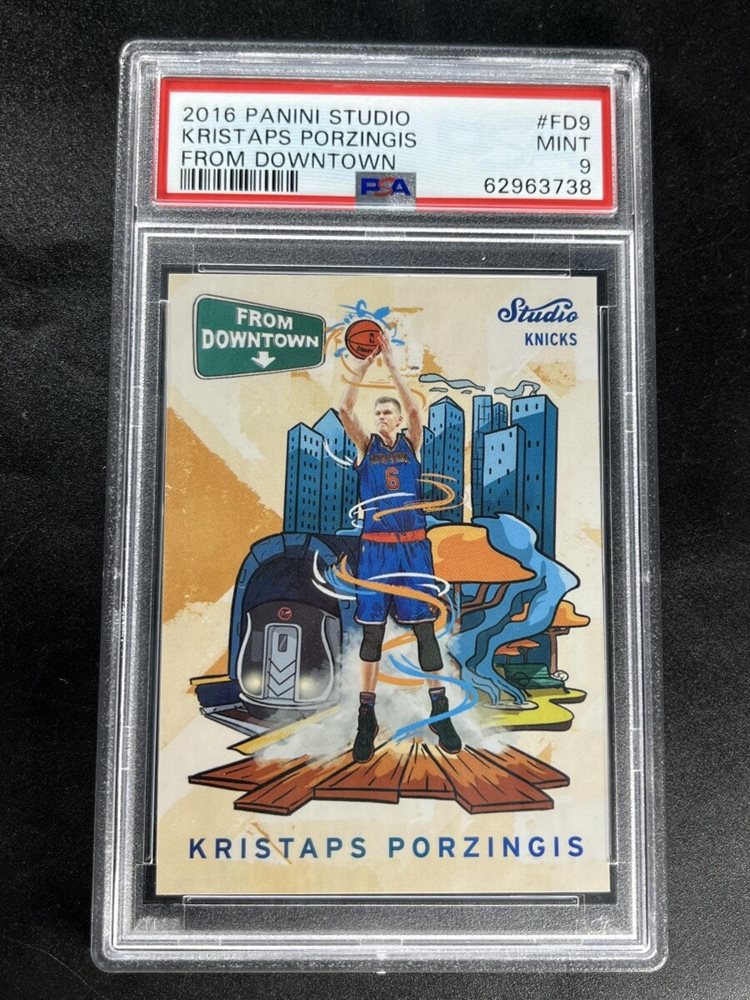 2016 PANINI STUDIO #FD9
KRISTAPS PORZINGIS MINT
FROM DOWNTOWN 9
PSA 62963738
FROM
DOWNTOWN
Studio
KNICKS
6
KRISTAPS PORZINGIS